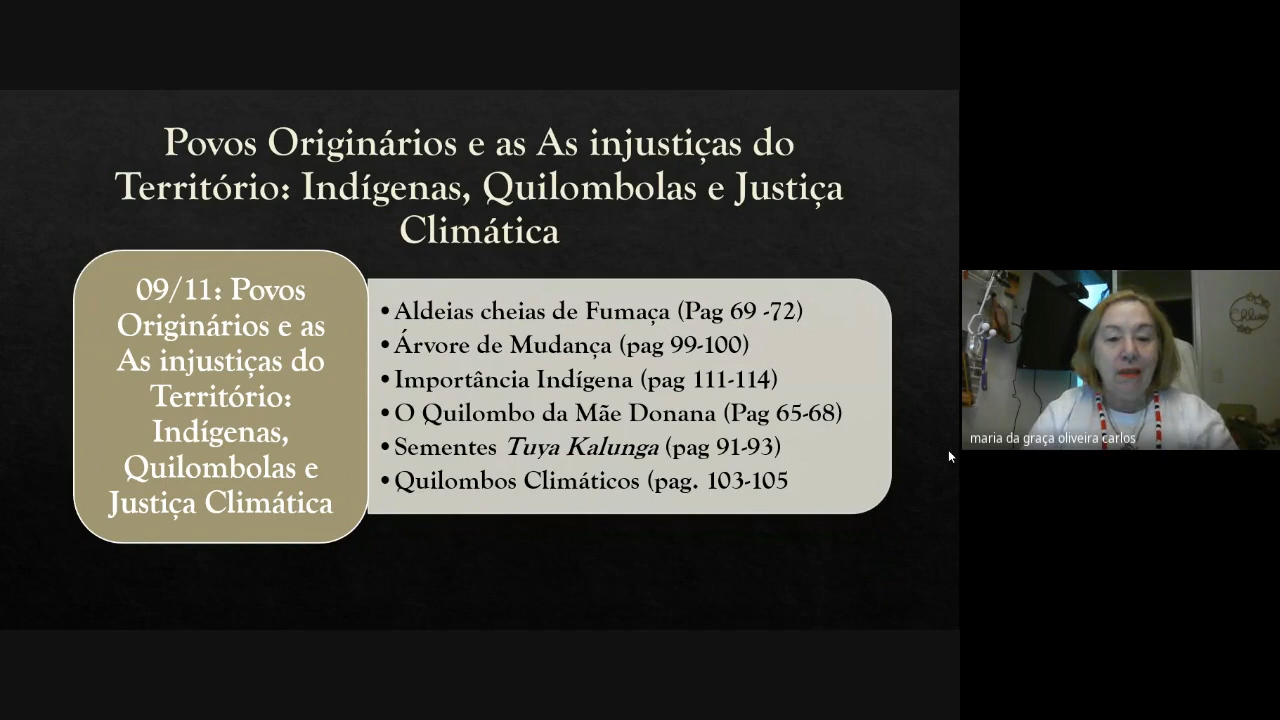 Povos Originários e as As injustiças do
Território: Indígenas, Quilombolas e Justiça
Climática
09/11: Povos
Originários e as
As injustiças do
Território:
Indígenas,
Quilombolas e
Justiça Climática
•Aldeias cheias de Fumaça (Pag 69 -72)
•Árvore de Mudança (pag 99-100)
•Importância Indígena (pag 111-114)
•O Quilombo da Mãe Donana (Pag 65-68)
•Sementes Tuya Kalunga (pag 91-93)
•Quilombos Climáticos (pag. 103-105
maria da graça oliveira carlos